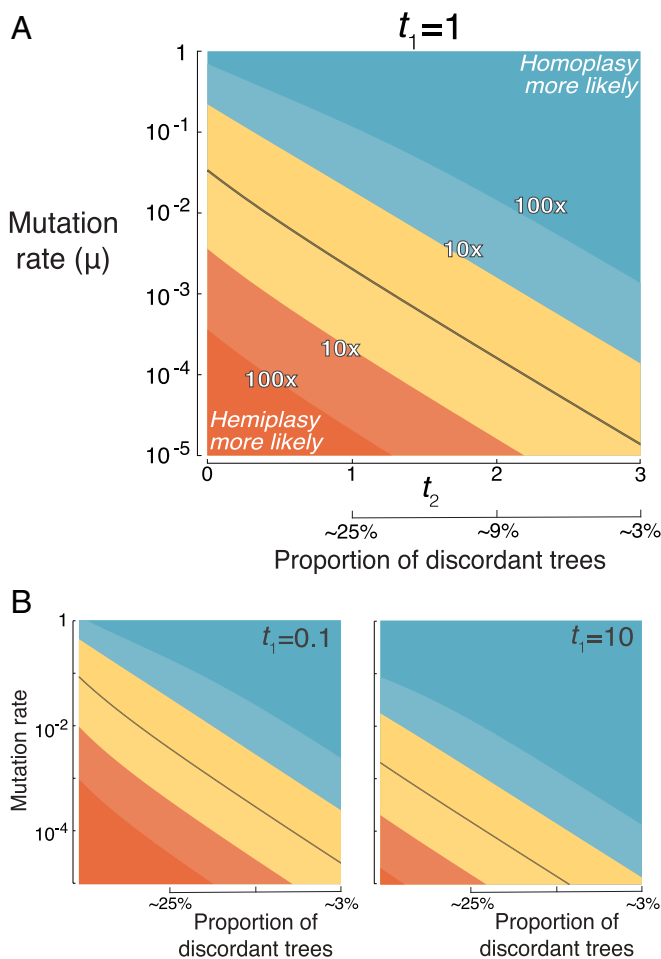 A
t₁=1
1
Homoplasy
more likely
10⁻¹
100x
10⁻²
Mutation
rate (μ)
10x
10⁻³
10x
10⁻⁴
100x
Hemiplasy
more likely
10⁻⁵
0
1
2
3
t₂
~25%
~9%
~3%
Proportion of discordant trees
B
1
t₁=0.1
t₁=10
Mutation rate
10⁻²
10⁻⁴
~25%
~3%
~25%
~3%
Proportion of
discordant trees
Proportion of
discordant trees